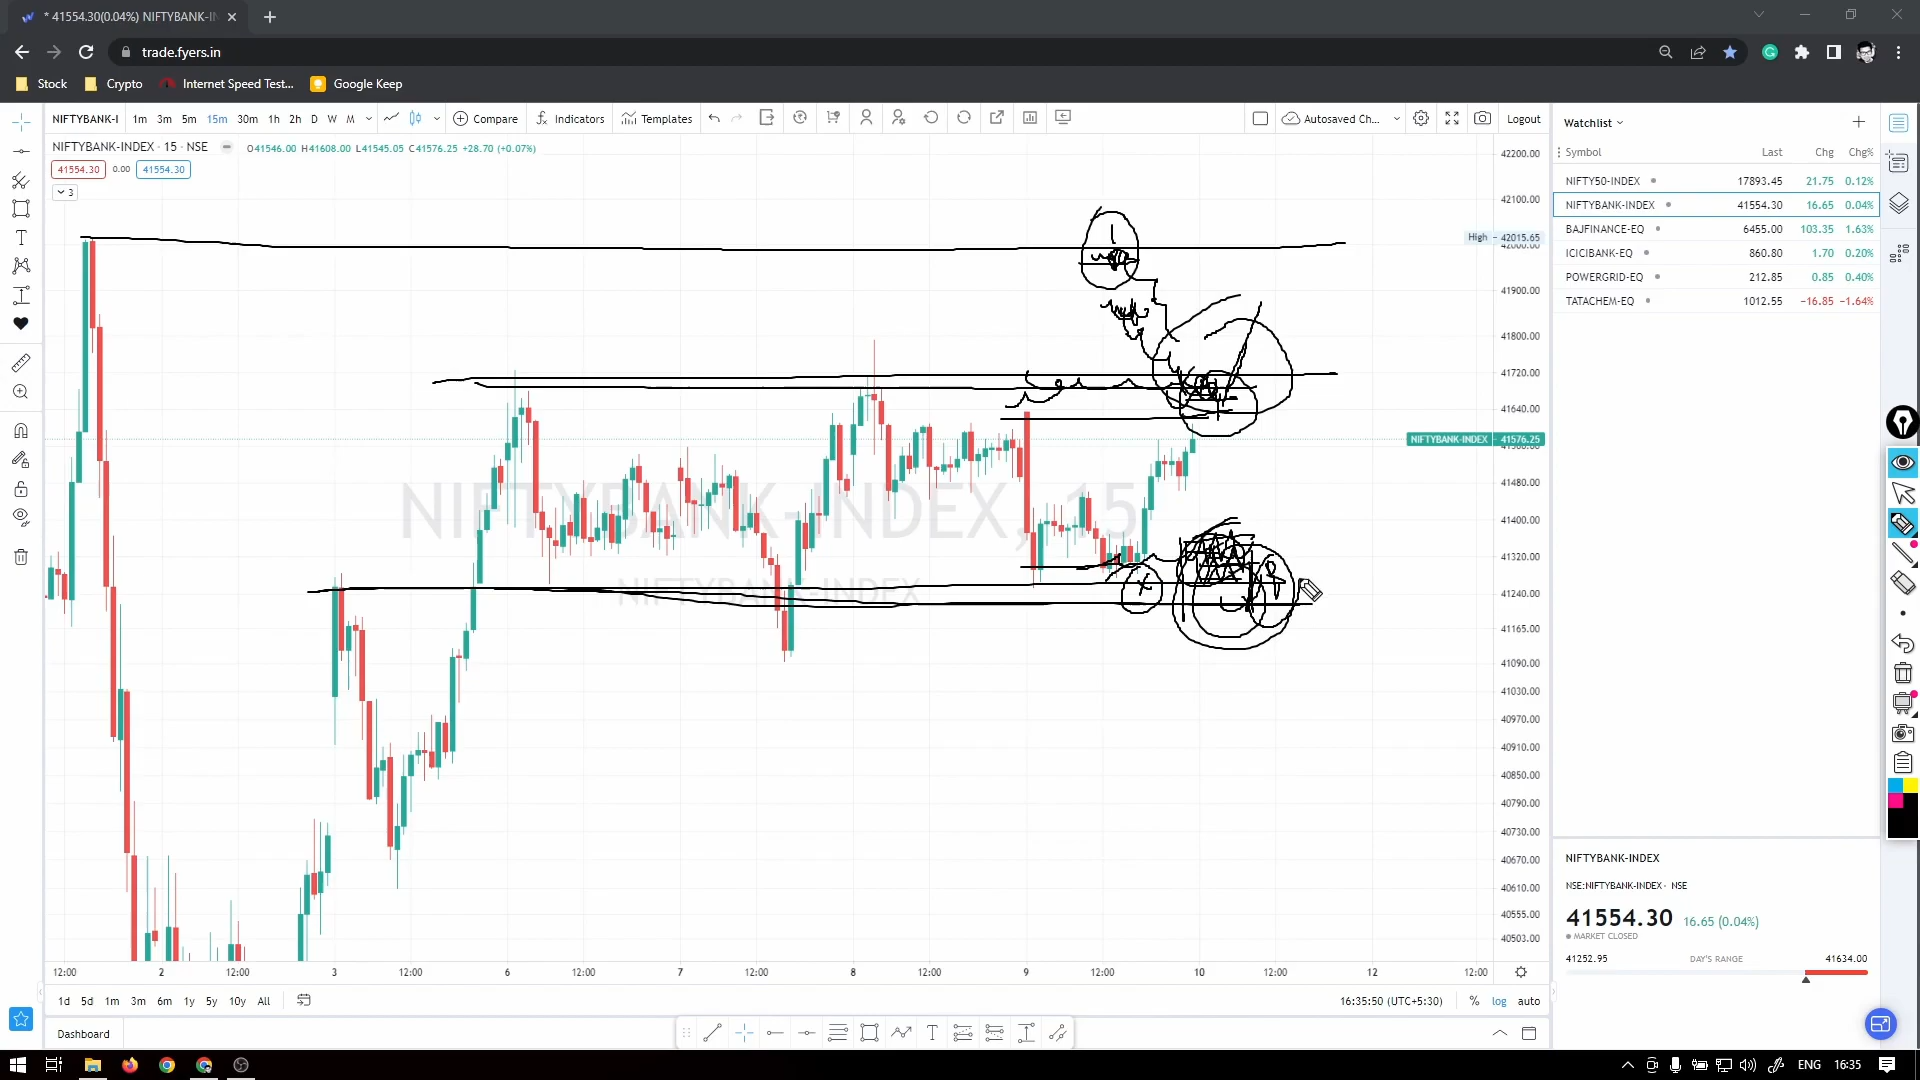 * 41554.30(0.04%) NIFTYBANK-IN
trade.fyers.in
Stock Crypto Internet Speed Test... Google Keep
NIFTYBANK-I 1m 3m 5m 15m 30m 1h 2h D W M Compare Indicators Templates Autosaved Ch... Logout
NIFTYBANK-INDEX · 15 · NSE O41546.00 H41608.00 L41545.05 C41576.25 +28.70 (+0.07%)
41554.30 0.00 41554.30
3
NIFTYBANK-INDEX, 15
NIFTYBANK-INDEX
42200.00
42100.00
High 42015.65
42000.00
41900.00
41800.00
41720.00
41640.00
NIFTYBANK-INDEX 41576.25
41480.00
41400.00
41320.00
41240.00
41165.00
41090.00
41030.00
40970.00
40910.00
40850.00
40790.00
40730.00
40670.00
40610.00
40555.00
40503.00
12:00 2 12:00 3 12:00 6 12:00 7 12:00 8 12:00 9 12:00 10 12:00 12 12:00
1d 5d 1m 3m 6m 1y 5y 10y All 16:35:50 (UTC+5:30) % log auto
Dashboard
Watchlist
Symbol Last Chg Chg%
NIFTY50-INDEX 17893.45 21.75 0.12%
NIFTYBANK-INDEX 41554.30 16.65 0.04%
BAJFINANCE-EQ 6455.00 103.35 1.63%
ICICIBANK-EQ 860.80 1.70 0.20%
POWERGRID-EQ 212.85 0.85 0.40%
TATACHEM-EQ 1012.55 −16.85 −1.64%
NIFTYBANK-INDEX
NSE:NIFTYBANK-INDEX · NSE
41554.30 16.65 (0.04%)
MARKET CLOSED
41252.95 DAY'S RANGE 41634.00
ENG 16:35